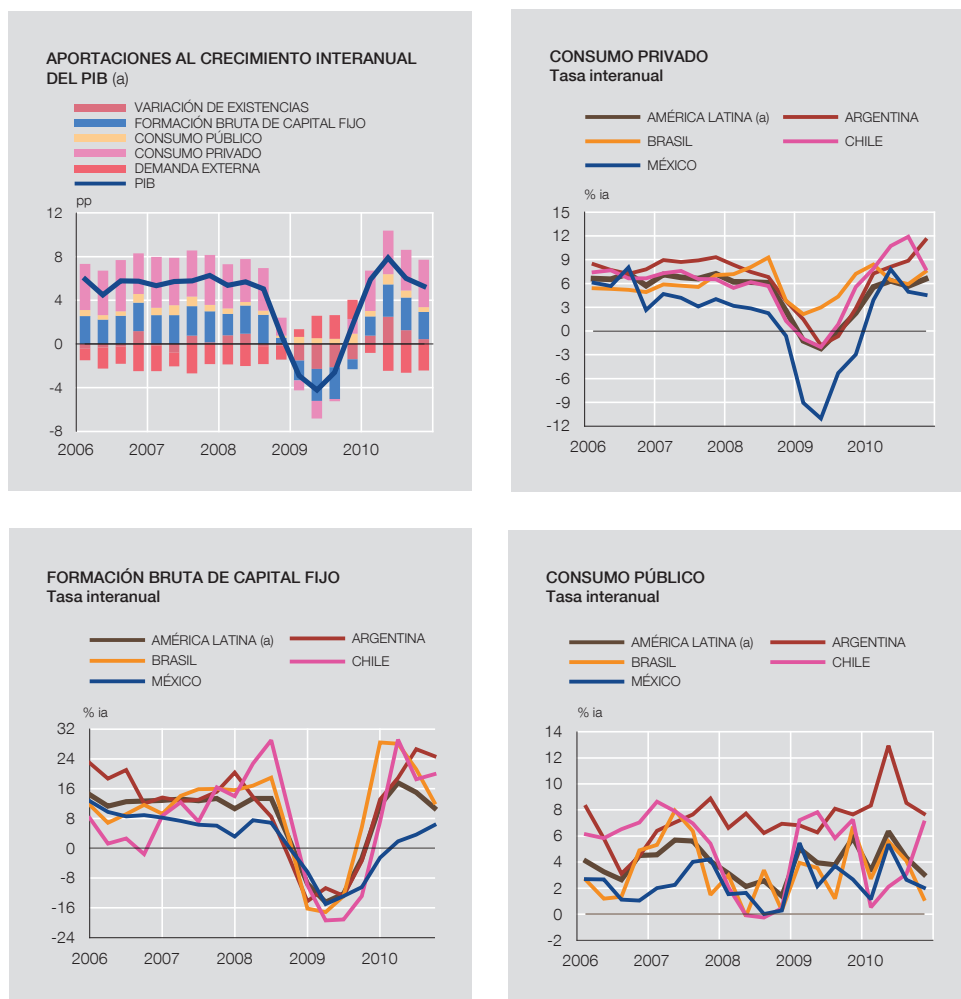 APORTACIONES AL CRECIMIENTO INTERANUAL
DEL PIB (a)
VARIACIÓN DE EXISTENCIAS
FORMACIÓN BRUTA DE CAPITAL FIJO
CONSUMO PÚBLICO
CONSUMO PRIVADO
DEMANDA EXTERNA
PIB
pp
12
8
4
0
-4
-8
2006 2007 2008 2009 2010
CONSUMO PRIVADO
Tasa interanual
AMÉRICA LATINA (a) ARGENTINA
BRASIL CHILE
MÉXICO
% ia
15
12
9
6
3
0
-3
-6
-9
-12
2006 2007 2008 2009 2010
FORMACIÓN BRUTA DE CAPITAL FIJO
Tasa interanual
AMÉRICA LATINA (a) ARGENTINA
BRASIL CHILE
MÉXICO
% ia
32
24
16
8
0
-8
-16
-24
2006 2007 2008 2009 2010
CONSUMO PÚBLICO
Tasa interanual
AMÉRICA LATINA (a) ARGENTINA
BRASIL CHILE
MÉXICO
% ia
14
12
10
8
6
4
2
0
-2
2006 2007 2008 2009 2010